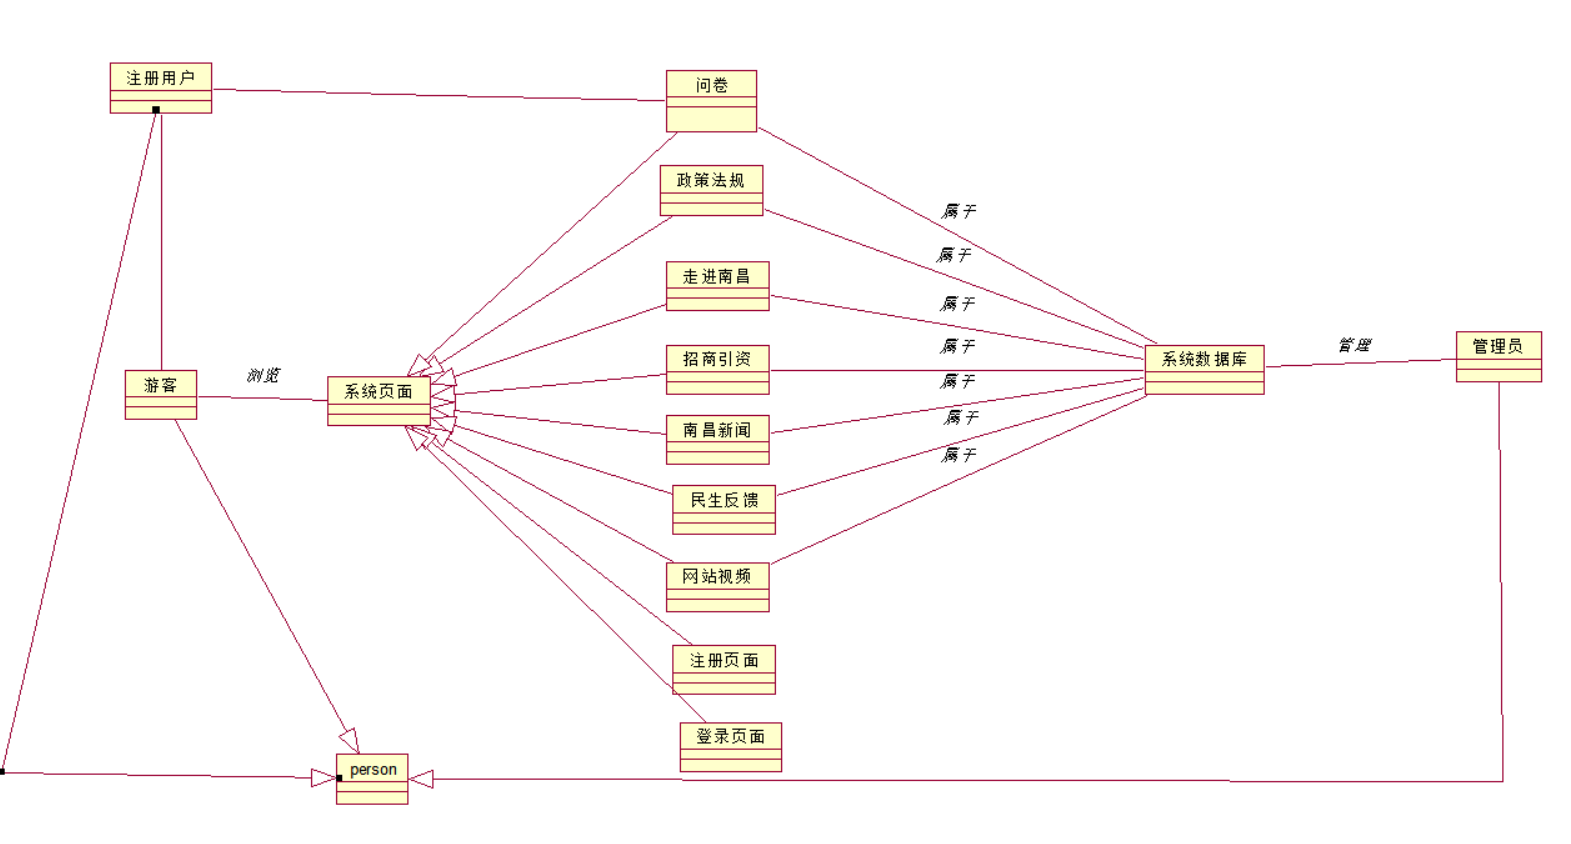 注册用户
问卷
政策法规
属于
属于
走进南昌
属于
管理员
管理
属于
招商引资
系统数据库
浏览
游客
系统页面
属于
属于
南昌新闻
属于
民生反馈
网站视频
注册页面
登录页面
person